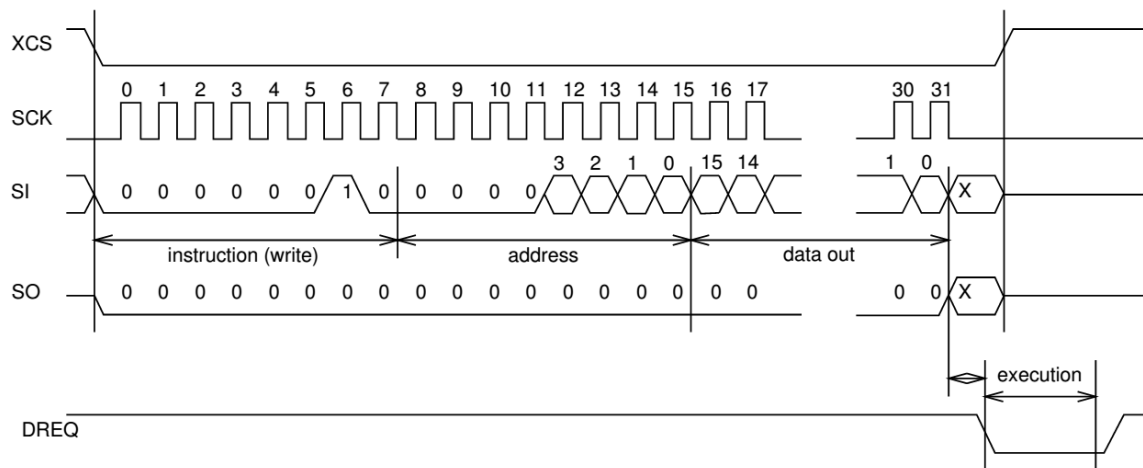 XCS
0 1 2 3 4 5 6 7 8 9 10 11 12 13 14 15 16 17 30 31
SCK
3 2 1 0 15 14 1 0
SI 0 0 0 0 0 0 1 0 0 0 0 0 X
instruction (write) address data out
SO 0 0 0 0 0 0 0 0 0 0 0 0 0 0 0 0 0 0 0 0 X
execution
DREQ